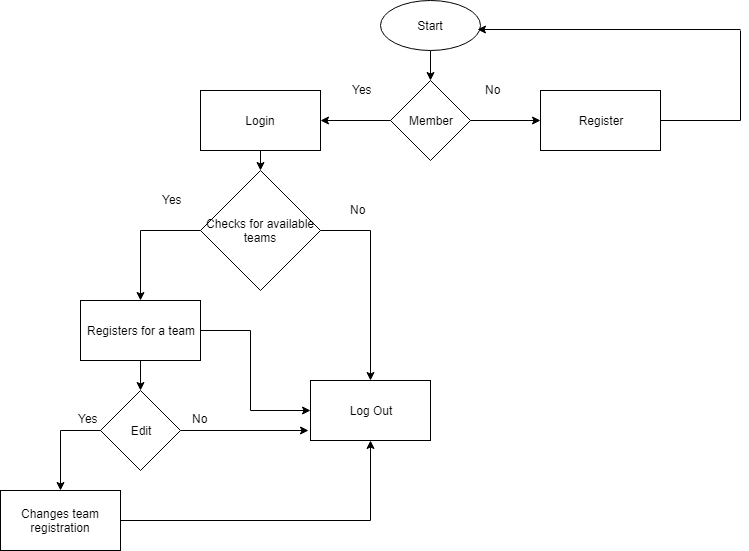 Start
Yes
No
Login
Member
Register
Yes
No
Checks for available
teams
Registers for a team
Log Out
Yes
No
Edit
Changes team
registration